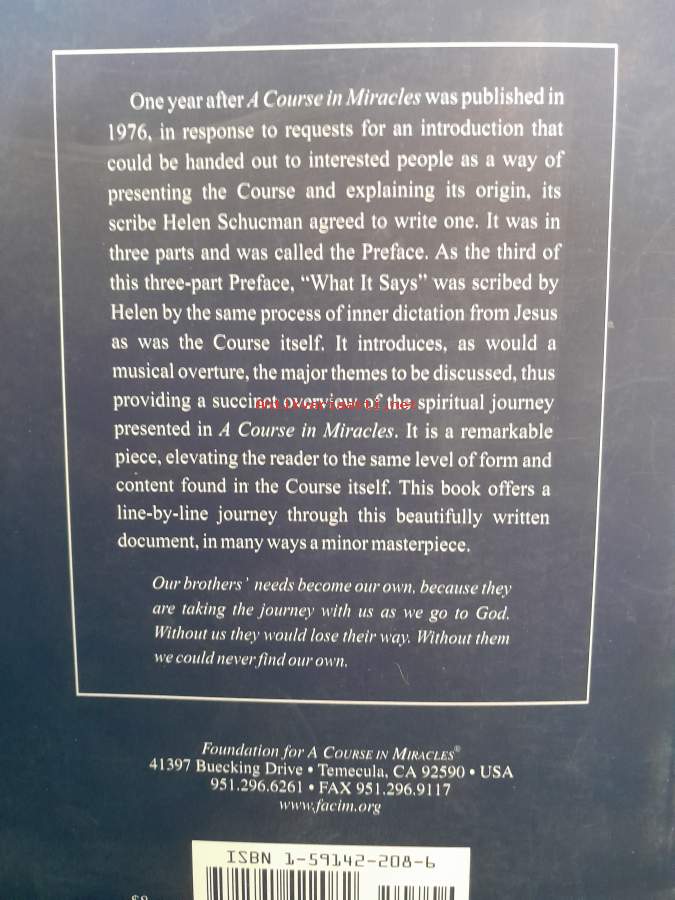 One year after A Course in Miracles was published in
1976, in response to requests for an introduction that
could be handed out to interested people as a way of
presenting the Course and explaining its origin, its
scribe Helen Schucman agreed to write one. It was in
three parts and was called the Preface. As the third of
this three-part Preface, “What It Says” was scribed by
Helen by the same process of inner dictation from Jesus
as was the Course itself. It introduces, as would a
musical overture, the major themes to be discussed, thus
providing a succinct overview of the spiritual journey
presented in A Course in Miracles. It is a remarkable
piece, elevating the reader to the same level of form and
content found in the Course itself. This book offers a
line-by-line journey through this beautifully written
document, in many ways a minor masterpiece.
Our brothers’ needs become our own, because they
are taking the journey with us as we go to God.
Without us they would lose their way. Without them
we could never find our own.
Foundation for A COURSE IN MIRACLES®
41397 Buecking Drive • Temecula, CA 92590 • USA
951.296.6261 • FAX 951.296.9117
www.facim.org
ISBN 1-59142-208-6